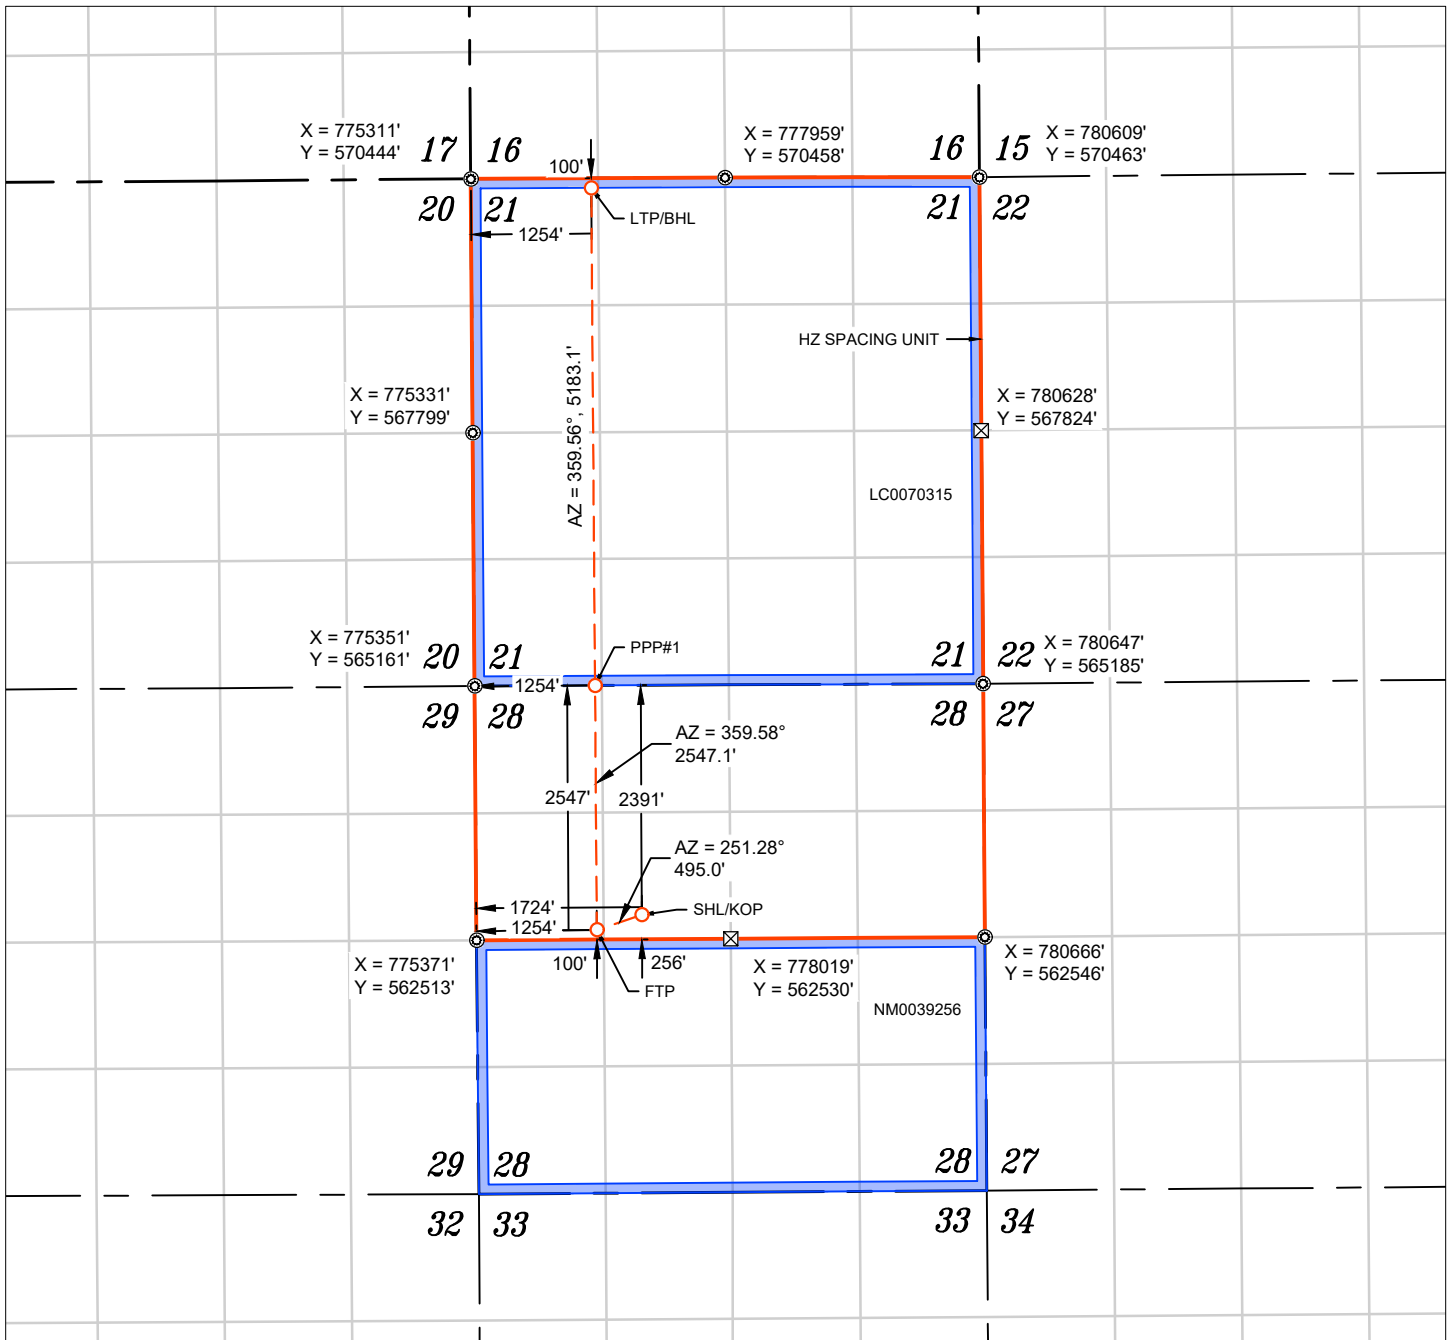 X = 775311'
Y = 570444'
17 16
100'
X = 777959'
Y = 570458'
16 15
X = 780609'
Y = 570463'
20 21
LTP/BHL
21 22
1254'
HZ SPACING UNIT
AZ = 359.56°, 5183.1'
X = 775331'
Y = 567799'
X = 780628'
Y = 567824'
LC0070315
X = 775351'
Y = 565161'
20 21
PPP#1
21 22
X = 780647'
Y = 565185'
1254'
29 28
28 27
AZ = 359.58°
2547.1'
2547'
2391'
AZ = 251.28°
495.0'
1724'
SHL/KOP
1254'
X = 775371'
Y = 562513'
100'
256'
FTP
X = 778019'
Y = 562530'
X = 780666'
Y = 562546'
NM0039256
29 28
28 27
32 33
33 34